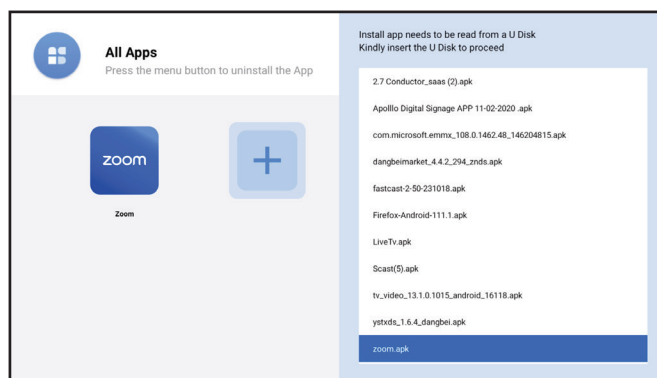 All Apps
Press the menu button to uninstall the App
zoom
Zoom
Install app needs to be read from a U Disk
Kindly insert the U Disk to proceed
2.7 Conductor_saas (2).apk
Apolllo Digital Signage APP 11-02-2020 .apk
com.microsoft.emmx_108.0.1462.48_146204815.apk
dangbeimarket_4.4.2_294_znds.apk
fastcast-2-50-231018.apk
Firefox-Android-111.1.apk
LiveTv.apk
Scast(5).apk
tv_video_13.1.0.1015_android_16118.apk
ystxds_1.6.4_dangbei.apk
zoom.apk